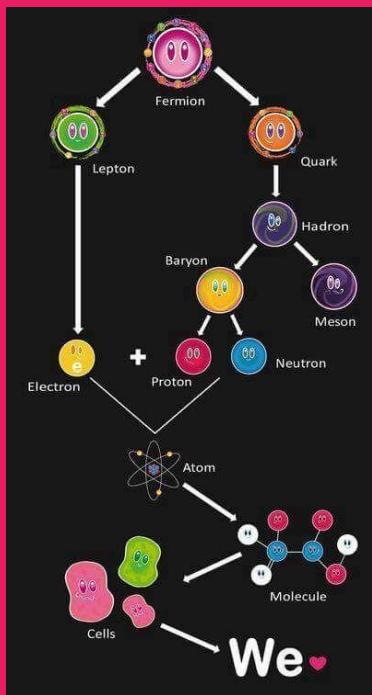 Fermion
Lepton
Quark
Hadron
Baryon
Meson
e
+
Electron
Proton
Neutron
Atom
Molecule
Cells
We